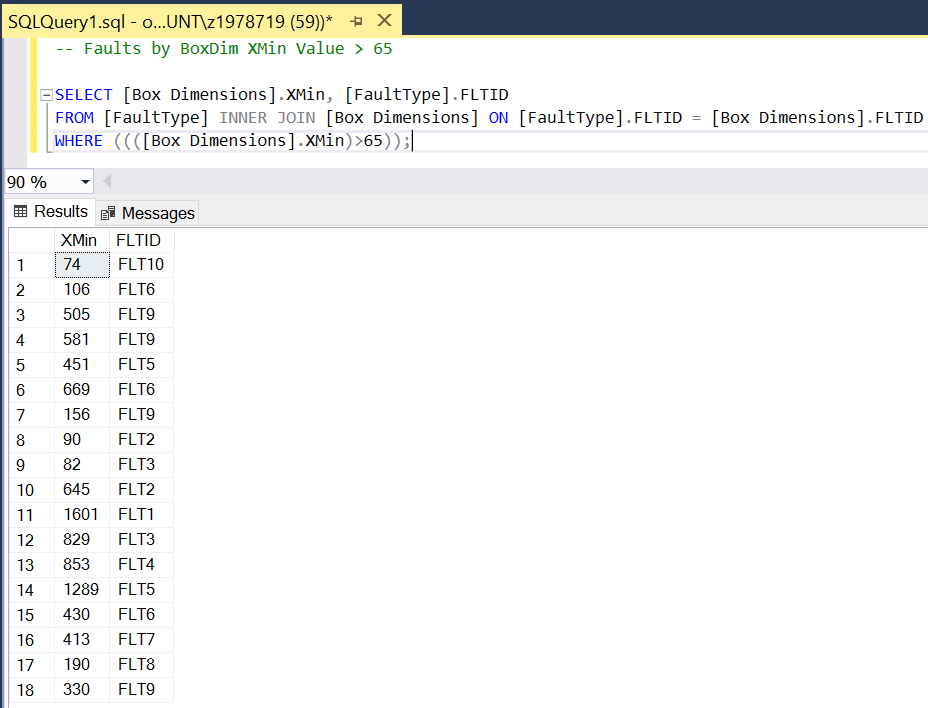 SQLQuery1.sql - o...UNT\z1978719 (59))*
-- Faults by BoxDim XMin Value > 65
SELECT [Box Dimensions].XMin, [FaultType].FLTID
FROM [FaultType] INNER JOIN [Box Dimensions] ON [FaultType].FLTID = [Box Dimensions].FLTID
WHERE ((([Box Dimensions].XMin)>65));
90 %
Results Messages
XMin FLTID
1 74 FLT10
2 106 FLT6
3 505 FLT9
4 581 FLT9
5 451 FLT5
6 669 FLT6
7 156 FLT9
8 90 FLT2
9 82 FLT3
10 645 FLT2
11 1601 FLT1
12 829 FLT3
13 853 FLT4
14 1289 FLT5
15 430 FLT6
16 413 FLT7
17 190 FLT8
18 330 FLT9